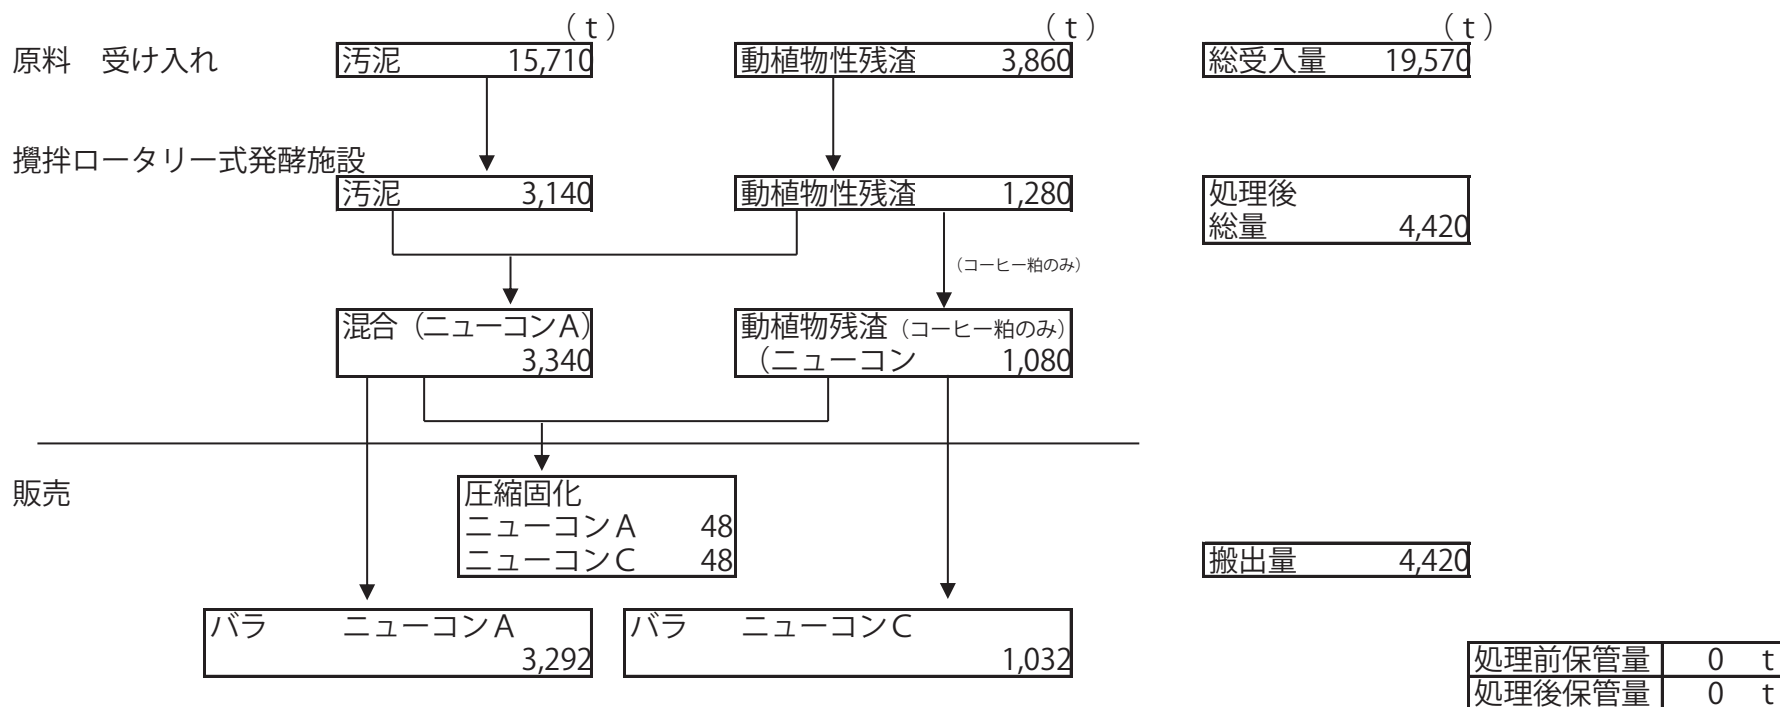 （ｔ） （ｔ） （ｔ）
原料　受け入れ 汚泥 15,710 動植物性残渣 3,860 総受入量 19,570
攪拌ロータリー式発酵施設
汚泥 3,140 動植物性残渣 1,280 処理後
総量 4,420
（コーヒー粕のみ）
混合（ニューコンＡ） 動植物残渣（コーヒー粕のみ）
3,340 （ニューコン 1,080
販売 圧縮固化
ニューコンＡ 48
ニューコンＣ 48 搬出量 4,420
バラ ニューコンＡ バラ ニューコンＣ
3,292 1,032
処理前保管量 0 ｔ
処理後保管量 0 ｔ